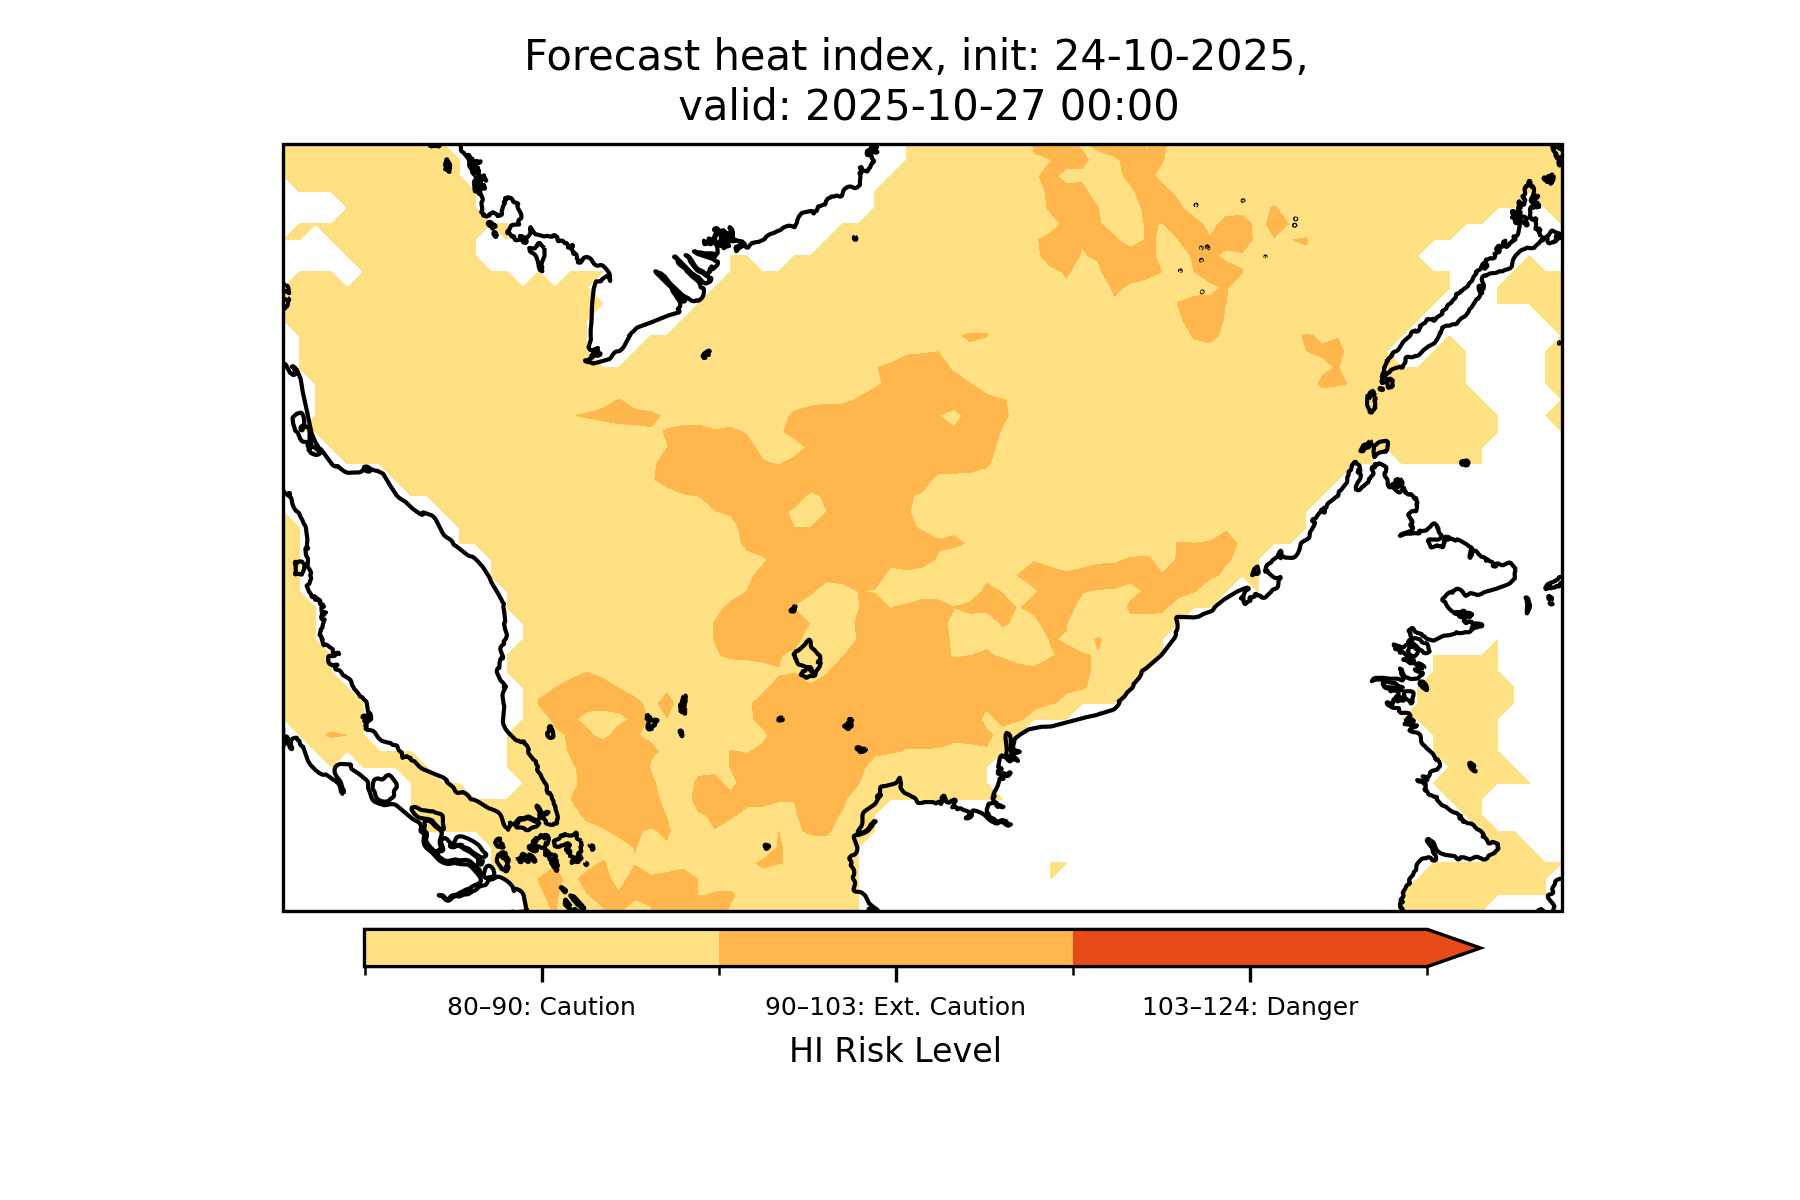 Forecast heat index, init: 24-10-2025,
valid: 2025-10-27 00:00
80–90: Caution
90–103: Ext. Caution
103–124: Danger
HI Risk Level